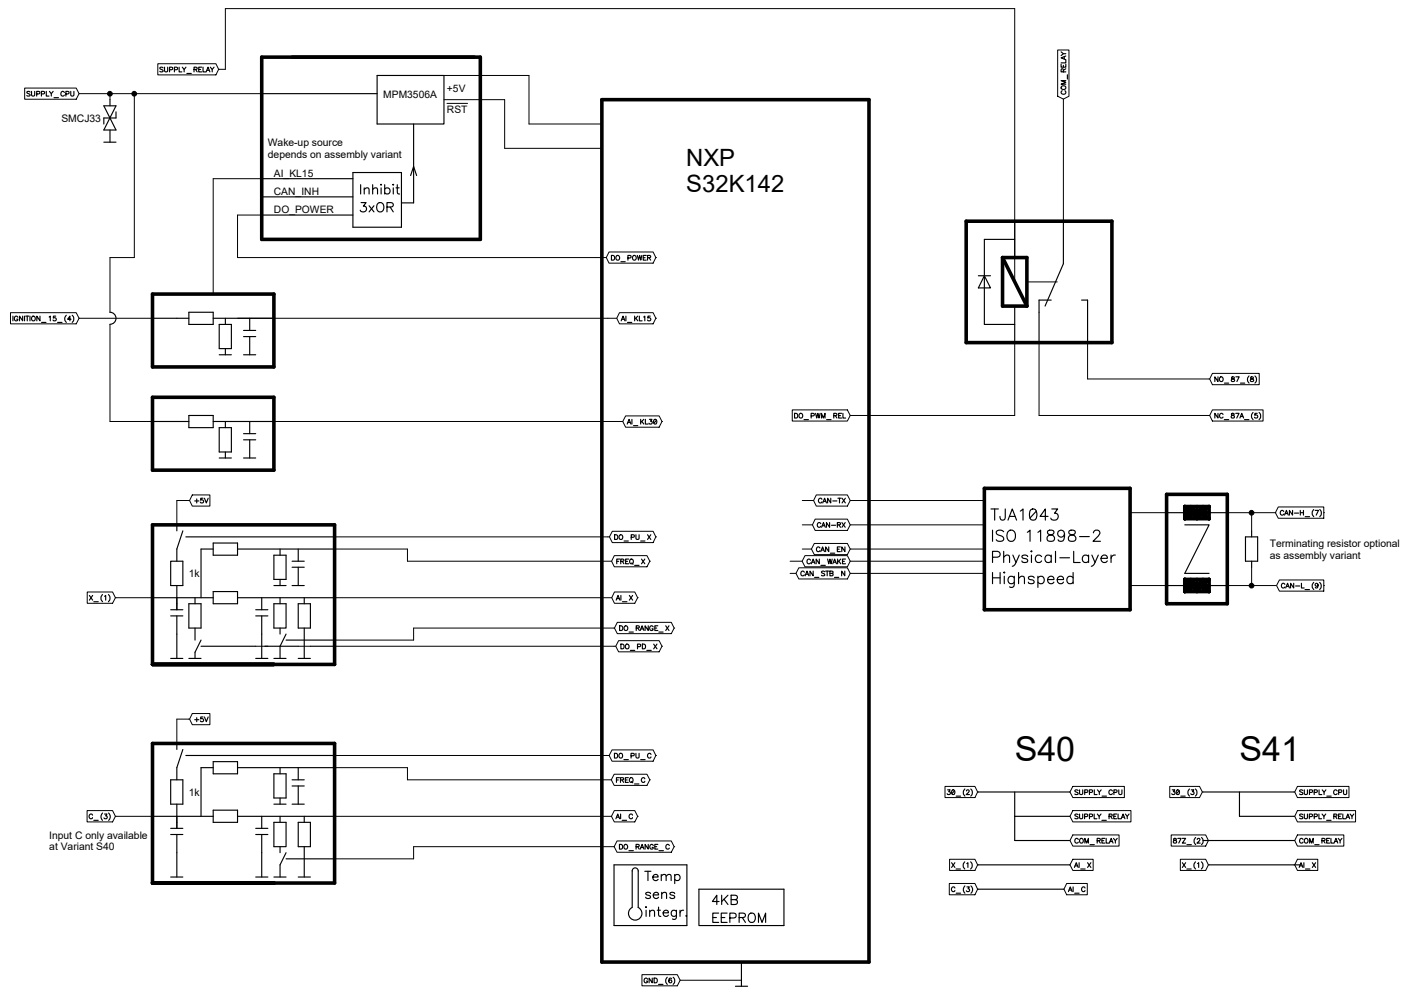 SUPPLY_RELAY
COM_RELAY
SUPPLY_CPU
SMCJ33
MPM3506A
+5V
RST
Wake-up source
depends on assembly variant
AI_KL15
CAN_INH
DO_POWER
Inhibit
3xOR
NXP
S32K142
DO_POWER
IGNITION_15_(4)
AI_KL15
AI_KL30
NO_87_(8)
NC_87A_(5)
DO_PWM_REL
+5V
DO_PU_X
FREQ_X
1k
X_(1)
AI_X
DO_RANGE_X
DO_PD_X
CAN-TX
CAN-RX
CAN_EN
CAN_WAKE
CAN_STB_N
TJA1043
ISO 11898-2
Physical-Layer
Highspeed
CAN-H_(7)
Terminating resistor optional
as assembly variant
CAN-L_(9)
+5V
DO_PU_C
FREQ_C
1k
C_(3)
AI_C
Input C only available
at Variant S40
DO_RANGE_C
Temp
sens
integr.
4KB
EEPROM
GND_(6)
S40
30_(2)
SUPPLY_CPU
SUPPLY_RELAY
COM_RELAY
X_(1)
AI_X
C_(3)
AI_C
S41
30_(3)
SUPPLY_CPU
SUPPLY_RELAY
87Z_(2)
COM_RELAY
X_(1)
AI_X